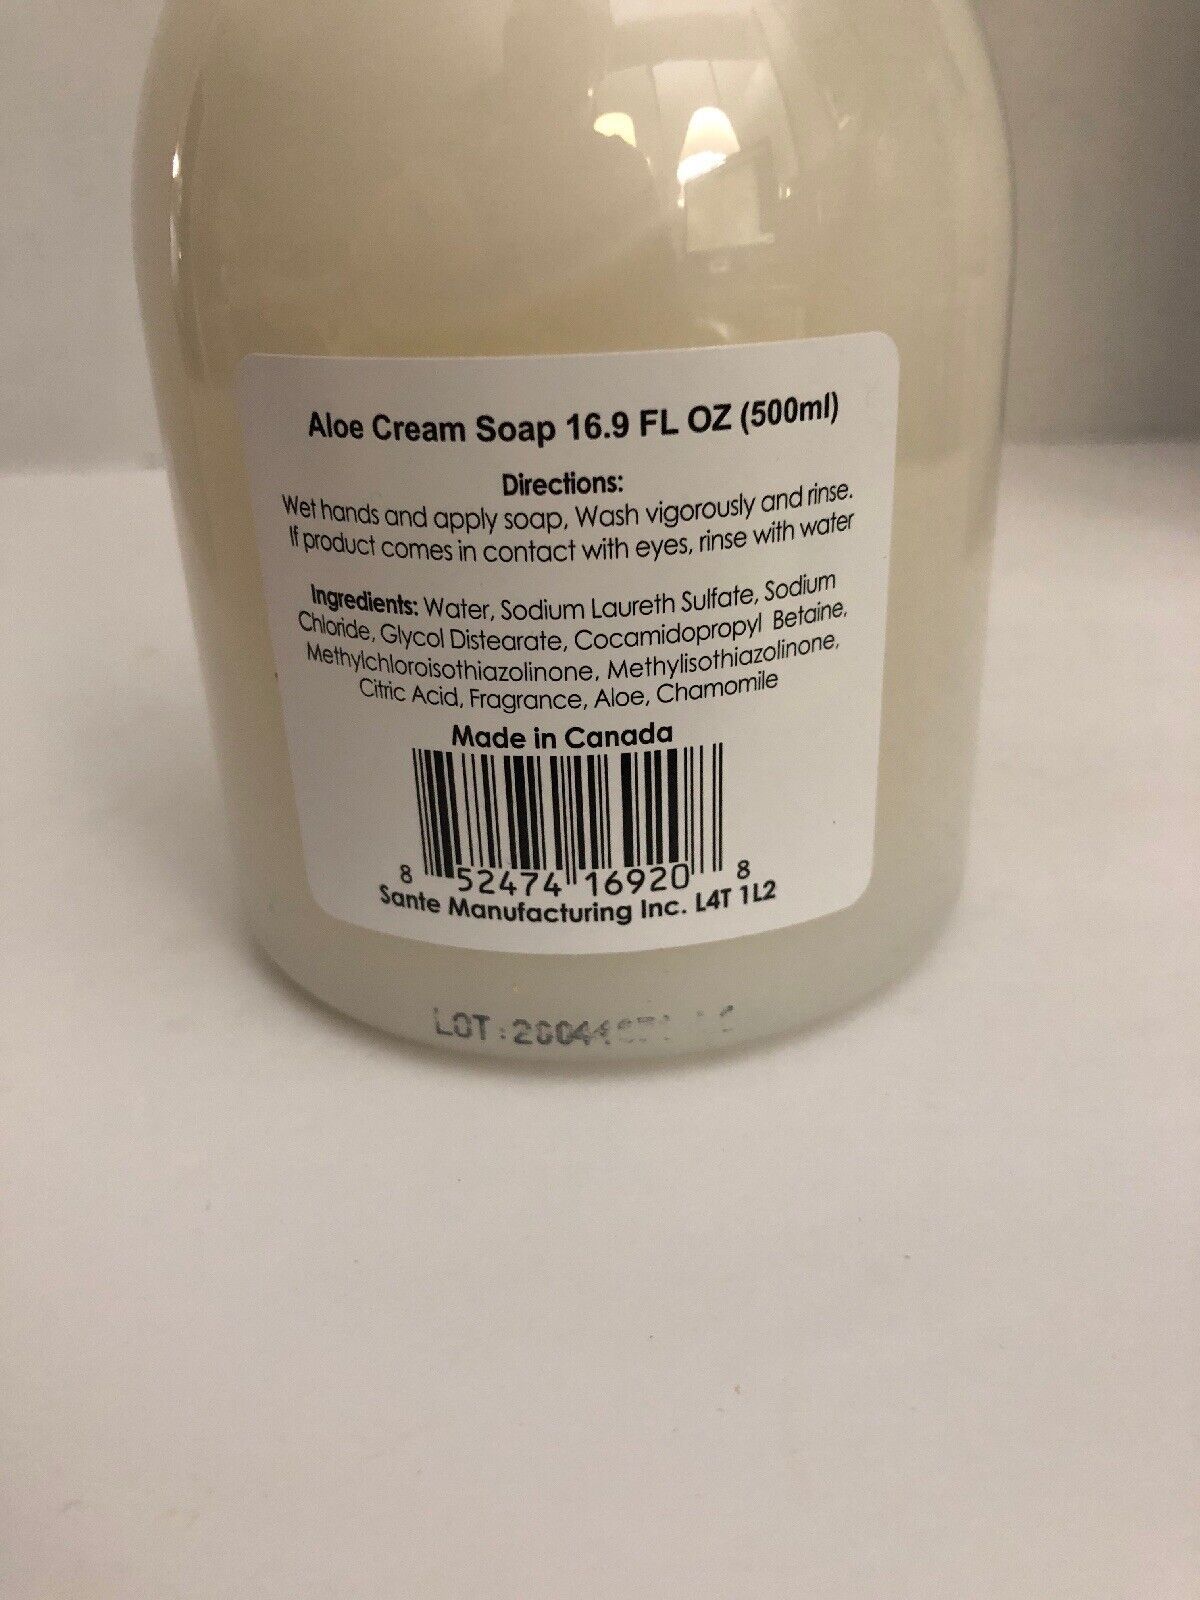 Aloe Cream Soap 16.9 FL OZ (500ml)
Directions:
Wet hands and apply soap, Wash vigorously and rinse.
If product comes in contact with eyes, rinse with water
Ingredients: Water, Sodium Laureth Sulfate, Sodium
Chloride, Glycol Distearate, Cocamidopropyl Betaine,
Methylchloroisothiazolinone, Methylisothiazolinone,
Citric Acid, Fragrance, Aloe, Chamomile
Made in Canada
8 52474 16920 8
Sante Manufacturing Inc. L4T 1L2
LOT: